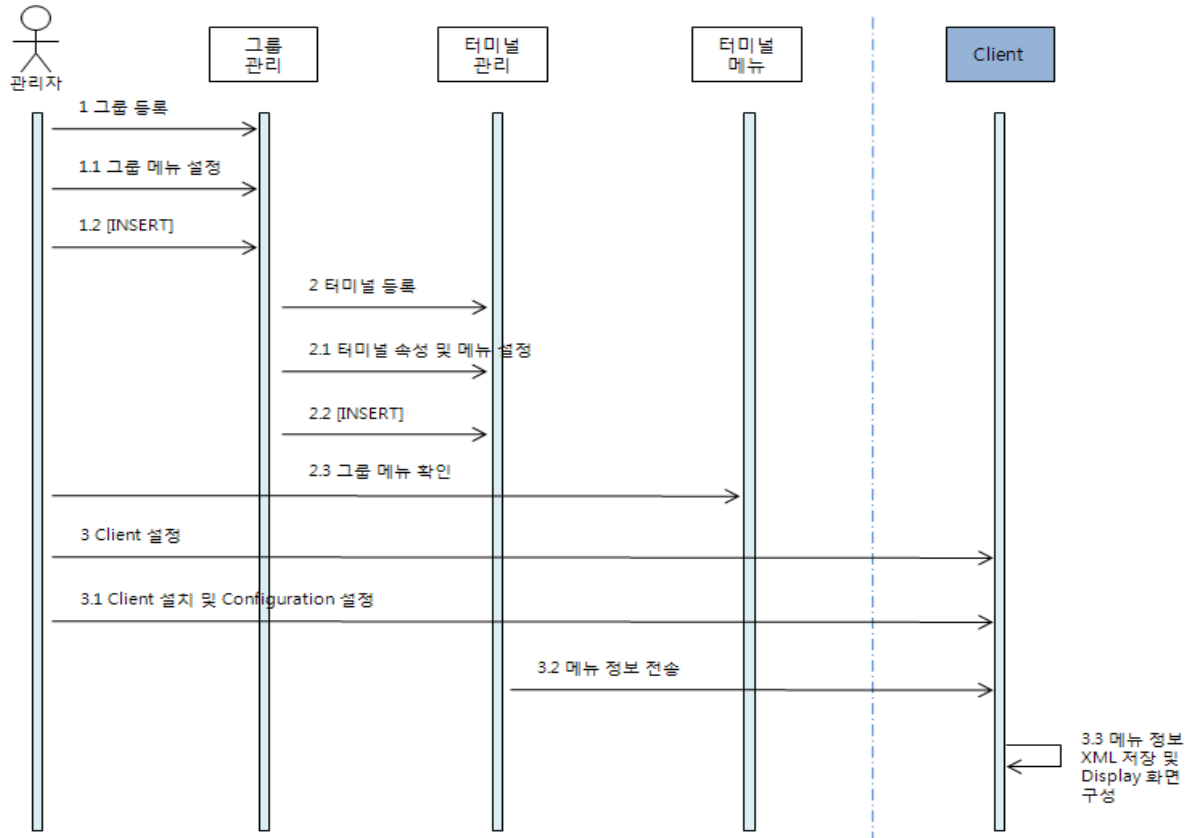 관리자
그룹
관리
터미널
관리
터미널
메뉴
Client
1 그룹 등록
1.1 그룹 메뉴 설정
1.2 [INSERT]
2 터미널 등록
2.1 터미널 속성 및 메뉴 설정
2.2 [INSERT]
2.3 그룹 메뉴 확인
3 Client 설정
3.1 Client 설치 및 Configuration 설정
3.2 메뉴 정보 전송
3.3 메뉴 정보
XML 저장 및
Display 화면
구성